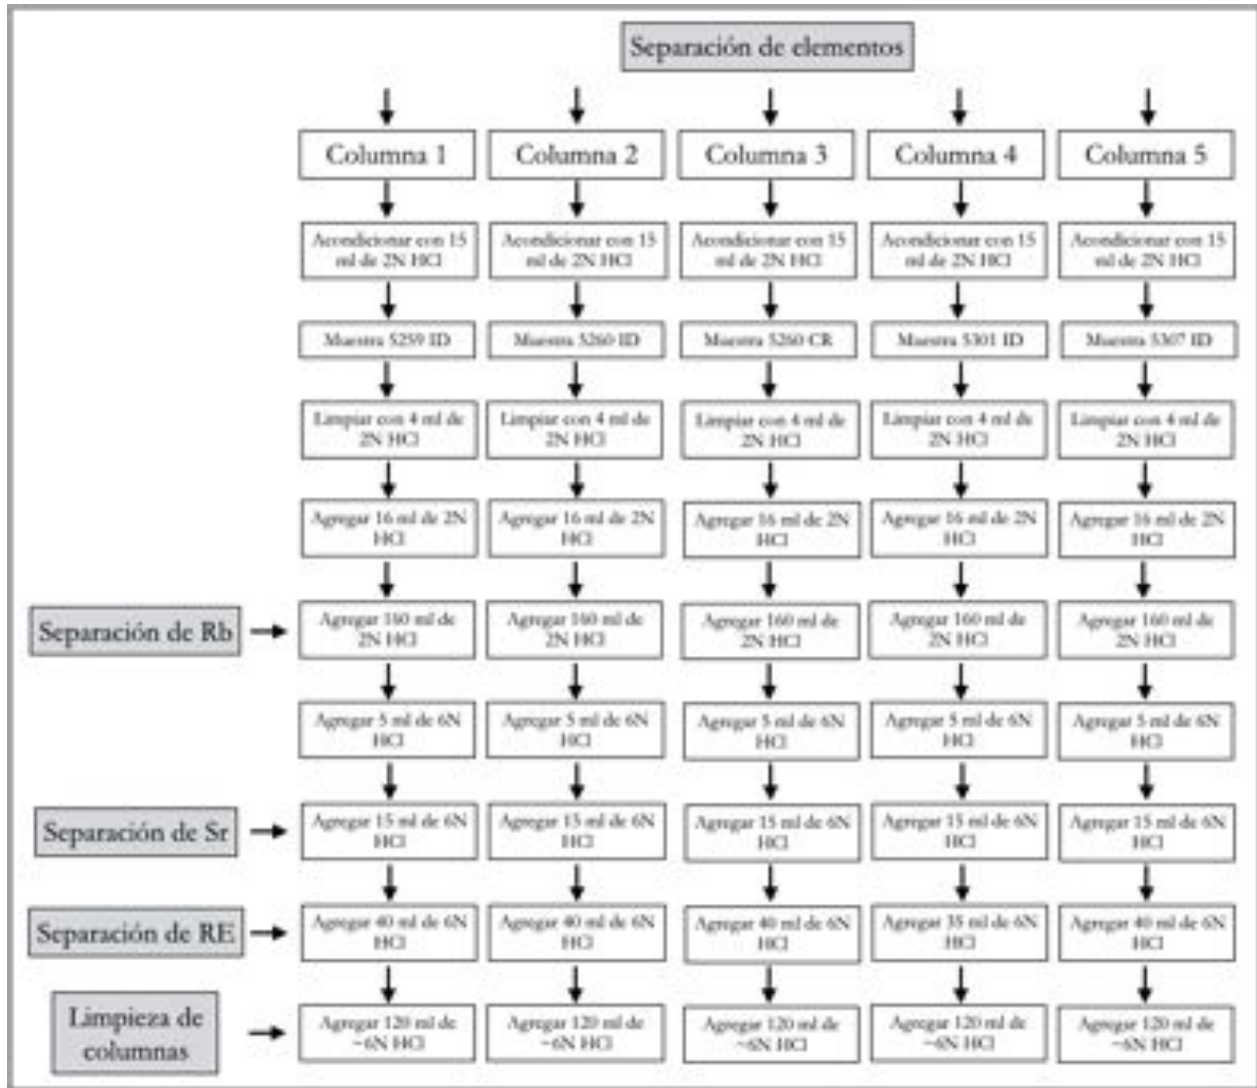 Separación de elementos
Columna 1
Columna 2
Columna 3
Columna 4
Columna 5
Acondicionar con 15
ml de 2N HCl
Acondicionar con 15
ml de 2N HCl
Acondicionar con 15
ml de 2N HCl
Acondicionar con 15
ml de 2N HCl
Acondicionar con 15
ml de 2N HCl
Muestra 5259 ID
Muestra 5260 ID
Muestra 5260 CR
Muestra 5301 ID
Muestra 5307 ID
Limpiar con 4 ml de
2N HCl
Limpiar con 4 ml de
2N HCl
Limpiar con 4 ml de
2N HCl
Limpiar con 4 ml de
2N HCl
Limpiar con 4 ml de
2N HCl
Agregar 16 ml de 2N
HCl
Agregar 16 ml de 2N
HCl
Agregar 16 ml de 2N
HCl
Agregar 16 ml de 2N
HCl
Agregar 16 ml de 2N
HCl
Separación de Rb
Agregar 160 ml de
2N HCl
Agregar 160 ml de
2N HCl
Agregar 160 ml de
2N HCl
Agregar 160 ml de
2N HCl
Agregar 160 ml de
2N HCl
Agregar 5 ml de 6N
HCl
Agregar 5 ml de 6N
HCl
Agregar 5 ml de 6N
HCl
Agregar 5 ml de 6N
HCl
Agregar 5 ml de 6N
HCl
Separación de Sr
Agregar 15 ml de 6N
HCl
Agregar 15 ml de 6N
HCl
Agregar 15 ml de 6N
HCl
Agregar 15 ml de 6N
HCl
Agregar 15 ml de 6N
HCl
Separación de RE
Agregar 40 ml de 6N
HCl
Agregar 40 ml de 6N
HCl
Agregar 40 ml de 6N
HCl
Agregar 35 ml de 6N
HCl
Agregar 40 ml de 6N
HCl
Limpieza de
columnas
Agregar 120 ml de
~6N HCl
Agregar 120 ml de
~6N HCl
Agregar 120 ml de
~6N HCl
Agregar 120 ml de
~6N HCl
Agregar 120 ml de
~6N HCl